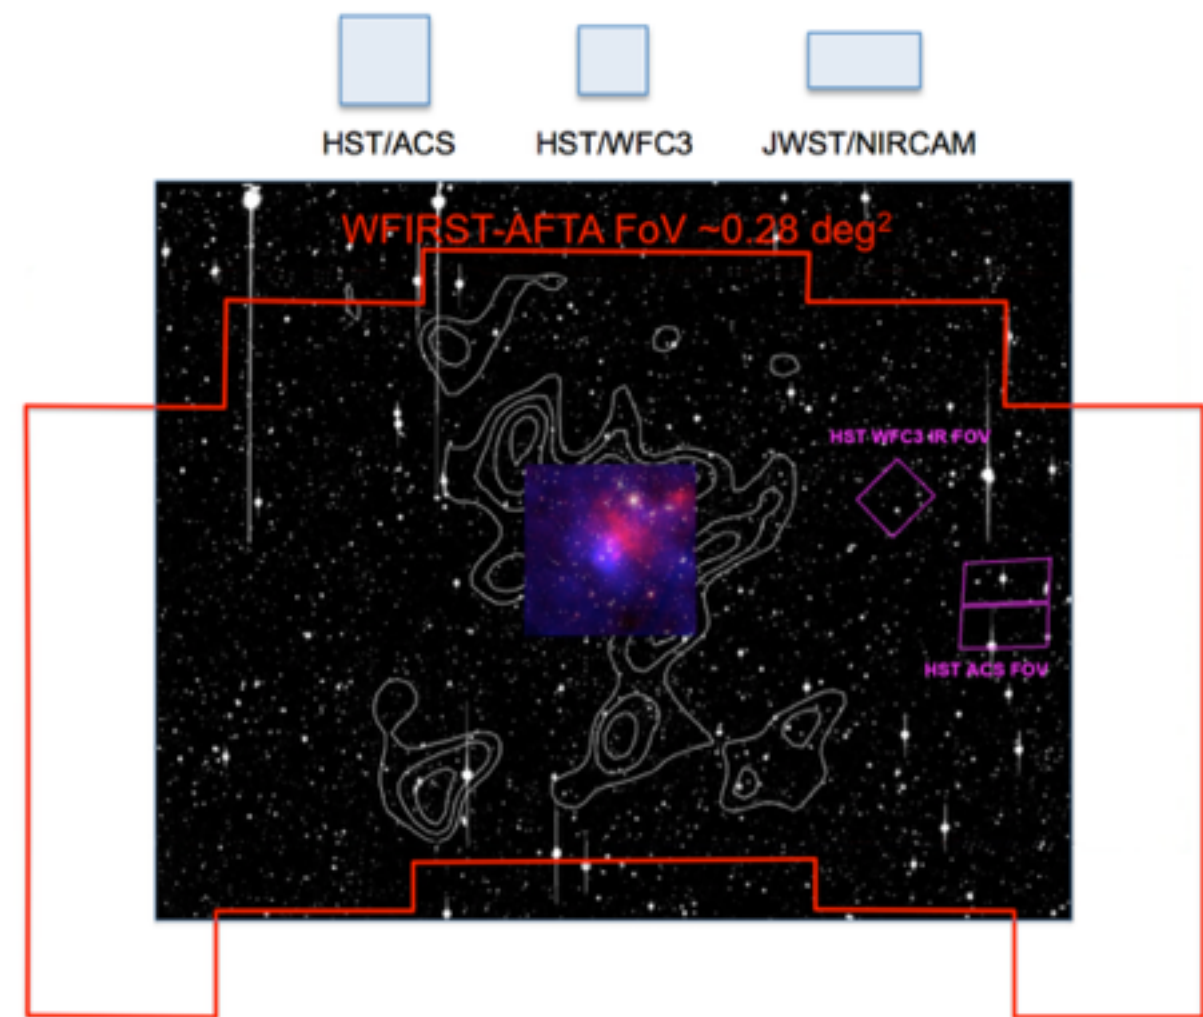 HST/ACS
HST/WFC3
JWST/NIRCAM
WFIRST-AFTA FoV ~0.28 deg²
HST WFC3 IR FOV
HST ACS FOV